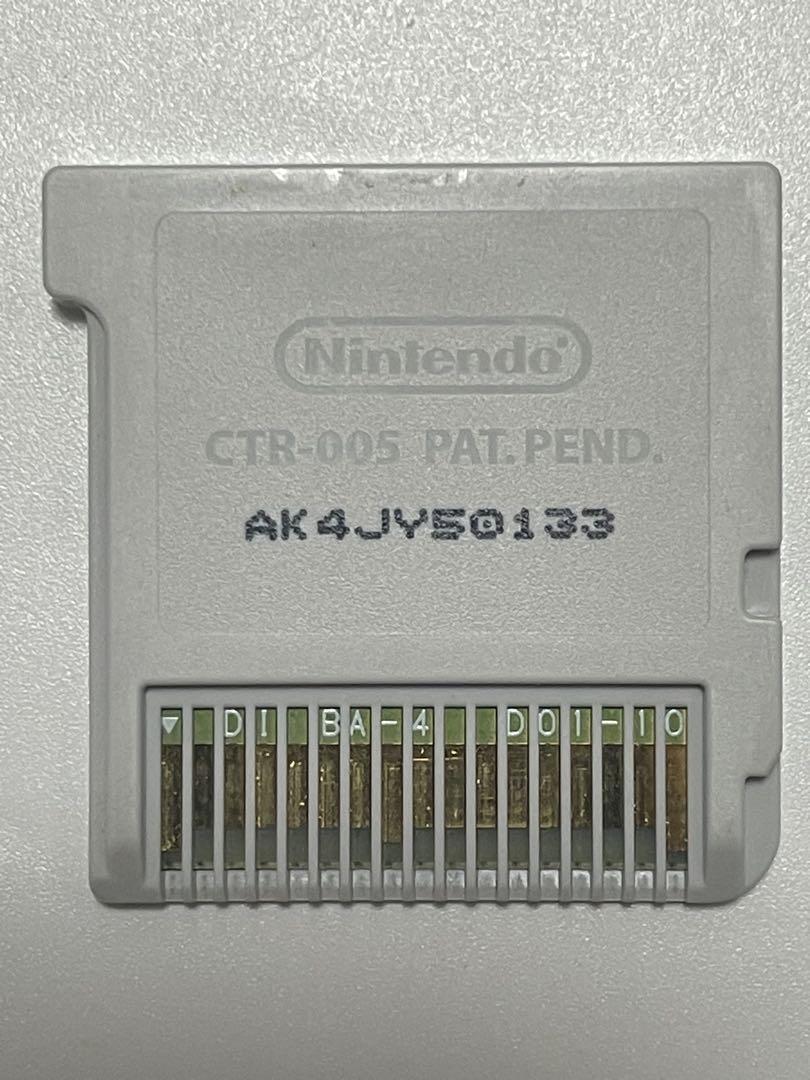 Nintendo®
CTR-005 PAT. PEND.
AK4JY50133
▼ DI BA-4 D01-10